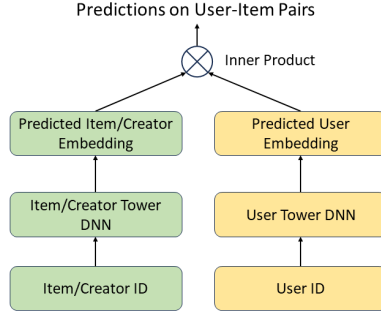 Predictions on User-Item Pairs
Inner Product
Predicted Item/Creator
Embedding
Predicted User
Embedding
Item/Creator Tower
DNN
User Tower DNN
Item/Creator ID
User ID